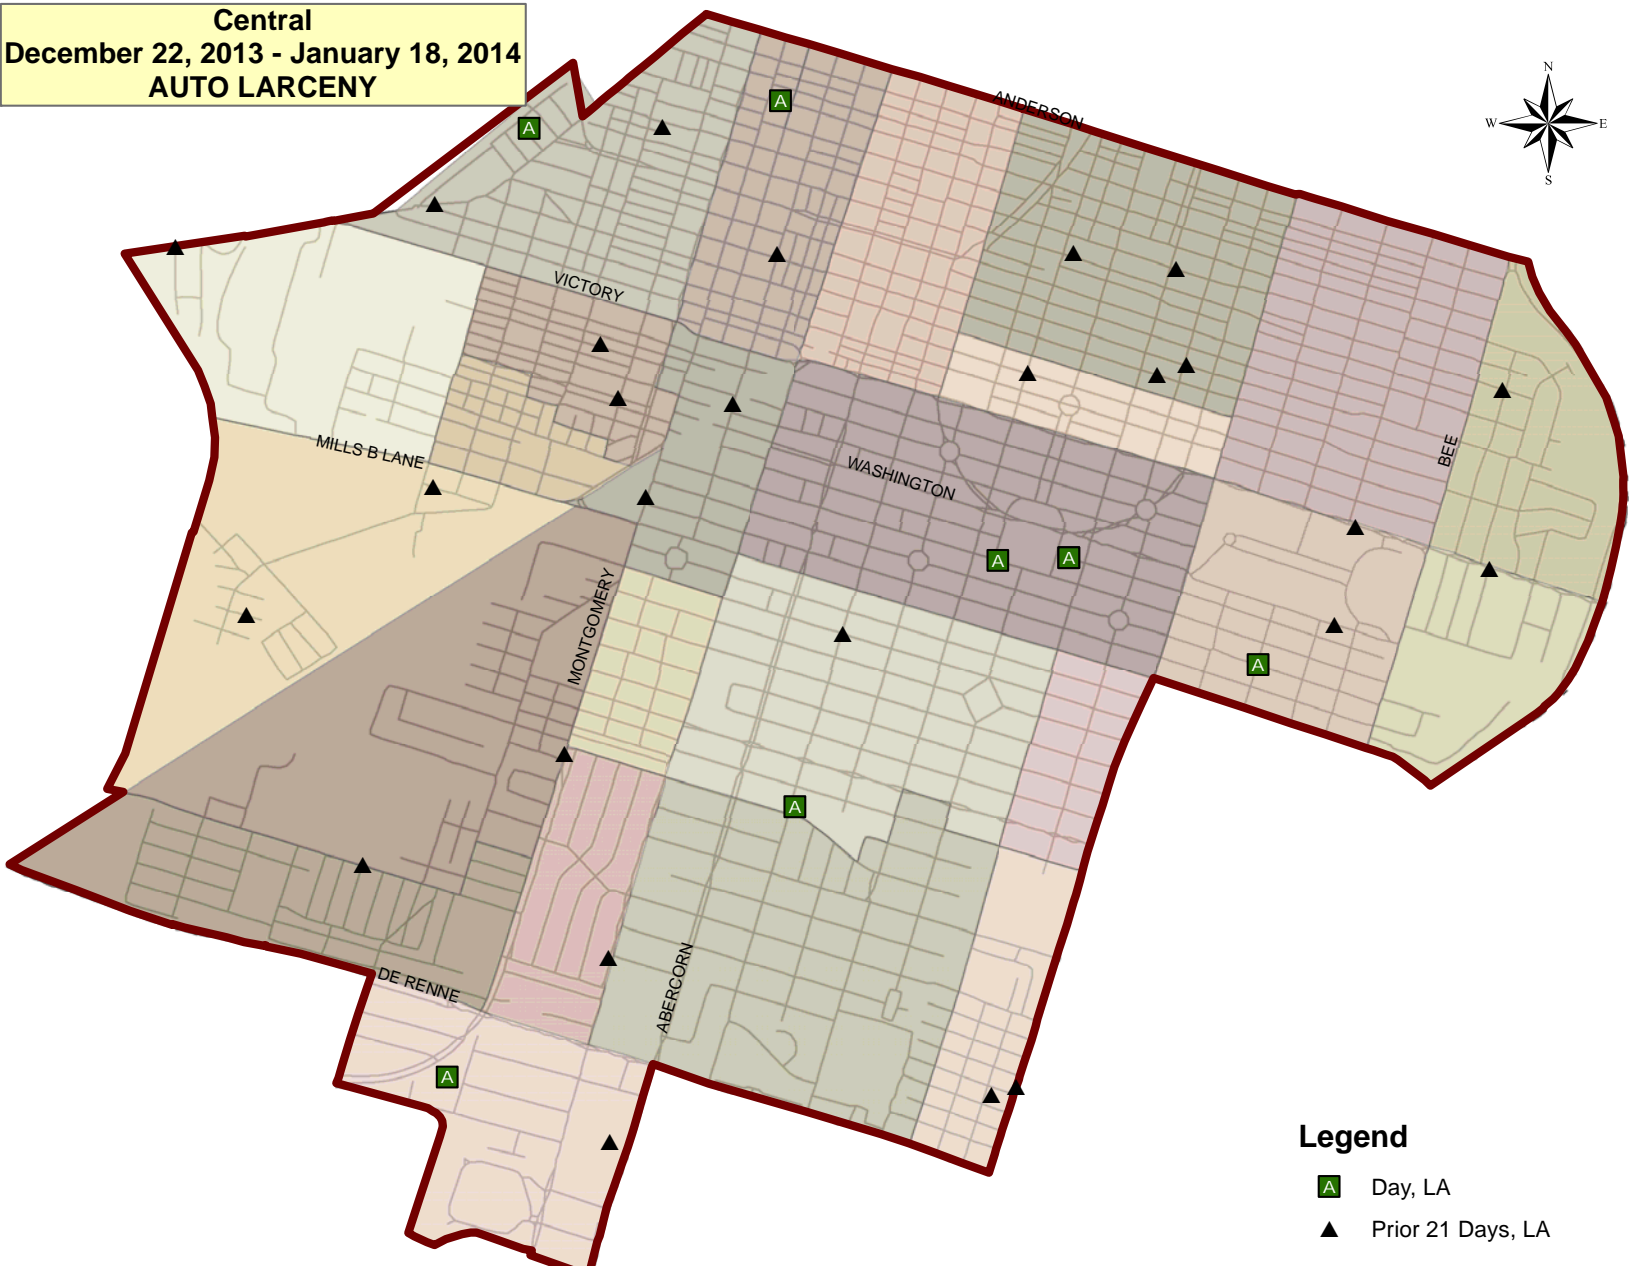 Central
December 22, 2013 - January 18, 2014
AUTO LARCENY
N
W
E
S
ANDERSON
A
A
VICTORY
BEE
MILLS B LANE
WASHINGTON
A
A
MONTGOMERY
A
A
ABERCORN
DE RENNE
A
Legend
A Day, LA
Prior 21 Days, LA